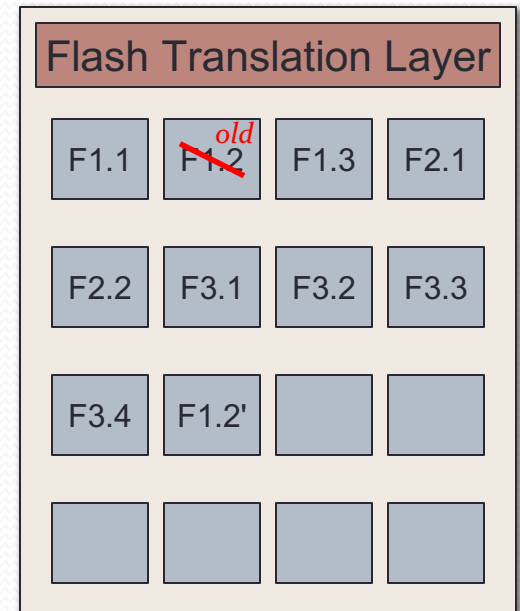 Flash Translation Layer
old
F1.1 F1.2 F1.3 F2.1
F2.2 F3.1 F3.2 F3.3
F3.4 F1.2'